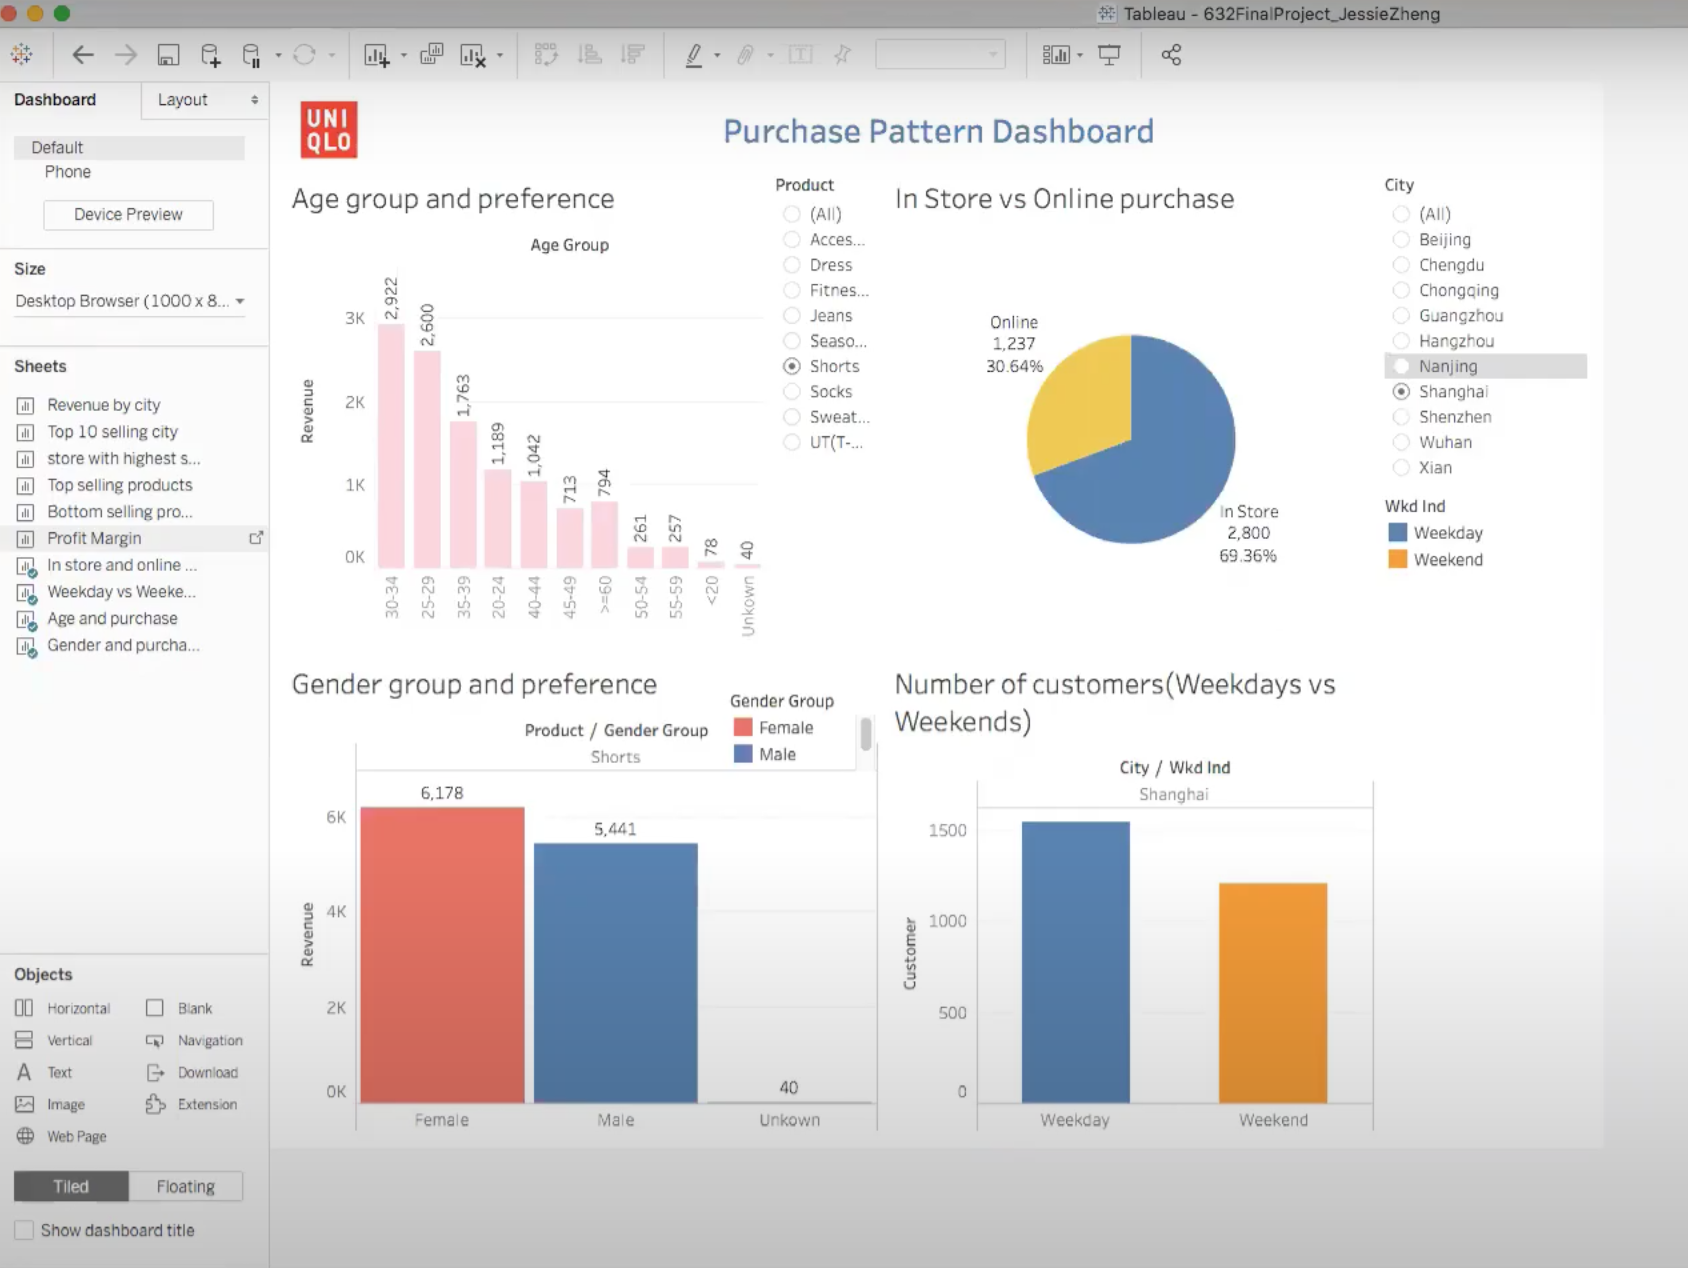 Tableau - 632FinalProject_JessieZheng
Dashboard
Layout
Default
Phone
Device Preview
Size
Desktop Browser (1000 x 8...
Sheets
Revenue by city
Top 10 selling city
store with highest s...
Top selling products
Bottom selling pro...
Profit Margin
In store and online ...
Weekday vs Weeke...
Age and purchase
Gender and purcha...
Objects
Horizontal
Blank
Vertical
Navigation
Text
Download
Image
Extension
Web Page
Tiled
Floating
Show dashboard title
UNI
QLO
Purchase Pattern Dashboard
Age group and preference
Age Group
Revenue
3K
2K
1K
0K
2,922
2,600
1,763
1,189
1,042
713
794
261
257
78
40
30-34
25-29
35-39
20-24
40-44
45-49
>=60
50-54
55-59
<20
Unkown
Product
(All)
Acces...
Dress
Fitnes...
Jeans
Seaso...
Shorts
Socks
Sweat...
UT(T-...
In Store vs Online purchase
Online
1,237
30.64%
In Store
2,800
69.36%
City
(All)
Beijing
Chengdu
Chongqing
Guangzhou
Hangzhou
Nanjing
Shanghai
Shenzhen
Wuhan
Xian
Wkd Ind
Weekday
Weekend
Gender group and preference
Gender Group
Female
Male
Product / Gender Group
Shorts
Revenue
6K
4K
2K
0K
6,178
5,441
40
Female
Male
Unkown
Number of customers(Weekdays vs
Weekends)
City / Wkd Ind
Shanghai
Customer
1500
1000
500
0
Weekday
Weekend